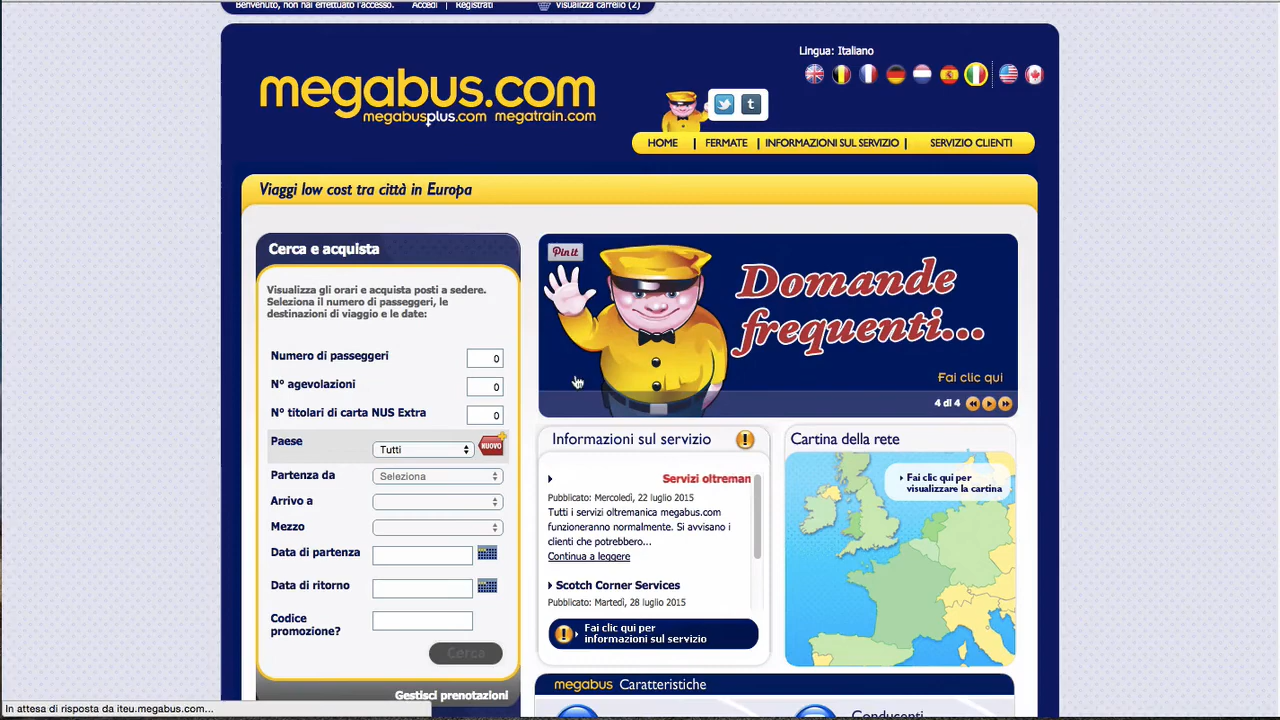 Benvenuto, non hai effettuato l'accesso. Accedi | Registrati Visualizza carrello (2)
Lingua: Italiano
megabus.com
megabusplus.com megatrain.com
t
HOME | FERMATE | INFORMAZIONI SUL SERVIZIO | SERVIZIO CLIENTI
Viaggi low cost tra città in Europa
Cerca e acquista
Visualizza gli orari e acquista posti a sedere.
Seleziona il numero di passeggeri, le
destinazioni di viaggio e le date:
Numero di passeggeri 0
N° agevolazioni 0
N° titolari di carta NUS Extra 0
Paese Tutti NUOVO
Partenza da Seleziona
Arrivo a
Mezzo
Data di partenza
Data di ritorno
Codice
promozione?
Cerca
Gestisci prenotazioni
Pin it
Domande
frequenti...
Fai clic qui
4 di 4
Informazioni sul servizio
Servizi oltreman
Pubblicato: Mercoledì, 22 luglio 2015
Tutti i servizi oltremanica megabus.com
funzioneranno normalmente. Si avvisano i
clienti che potrebbero...
Continua a leggere
Scotch Corner Services
Pubblicato: Martedì, 28 luglio 2015
Fai clic qui per
informazioni sul servizio
Cartina della rete
Fai clic qui per
visualizzare la cartina
megabus Caratteristiche
Conducenti
In attesa di risposta da iteu.megabus.com...